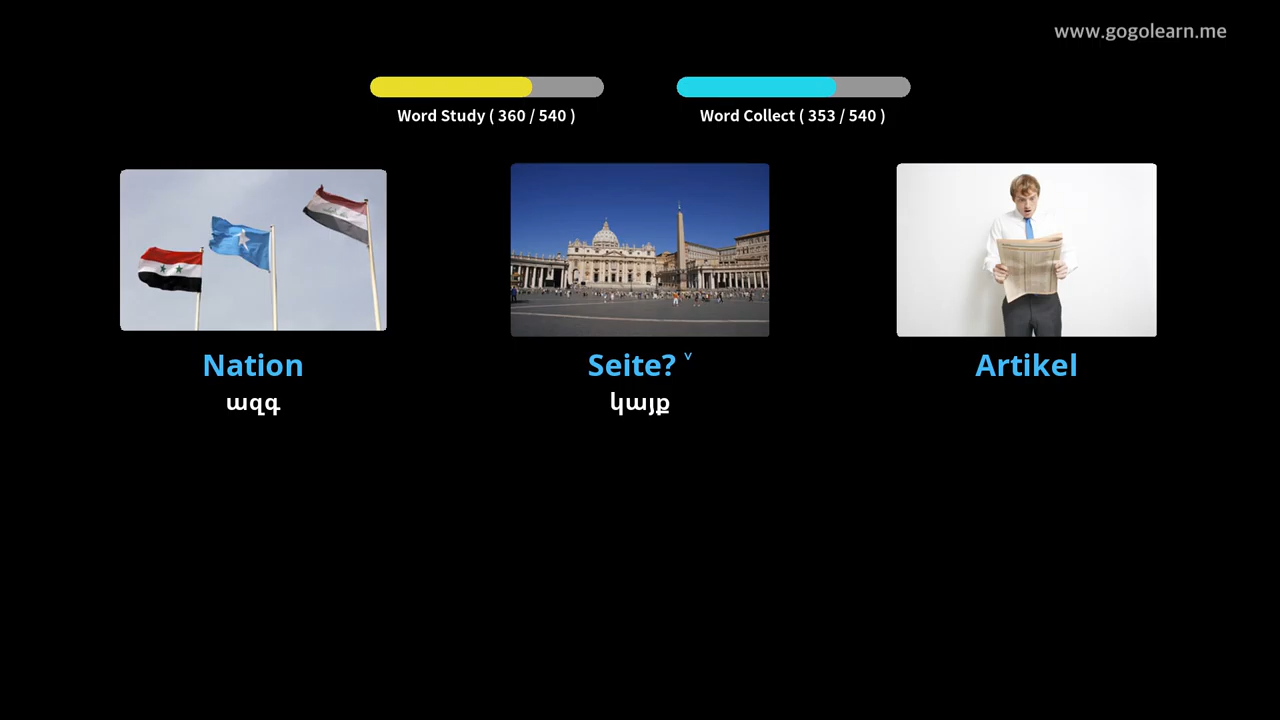 www.gogolearn.me
Word Study ( 360 / 540 )
Word Collect ( 353 / 540 )
Nation
Seite? ˅
Artikel
ազգ
կայք